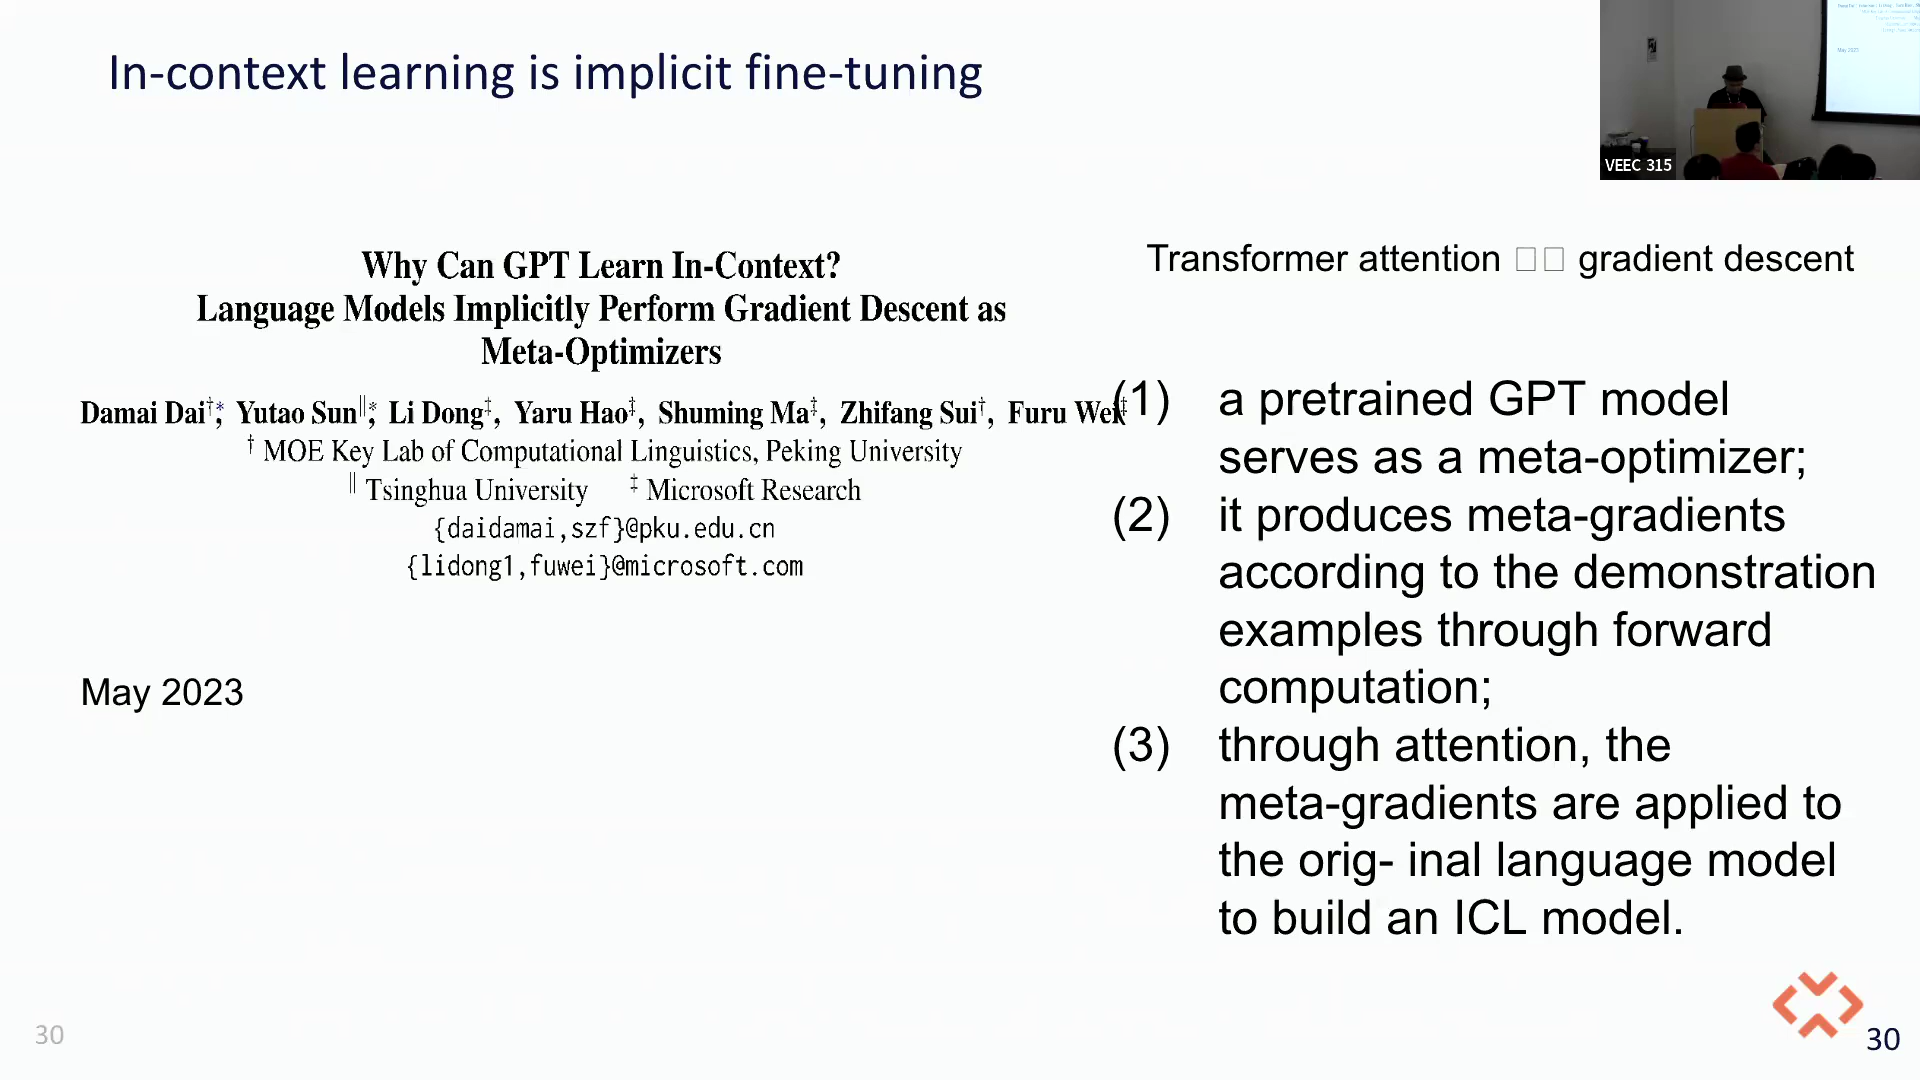 In-context learning is implicit fine-tuning
VEEC 315
Why Can GPT Learn In-Context?
Language Models Implicitly Perform Gradient Descent as
Meta-Optimizers
Damai Dai†*, Yutao Sun∥*, Li Dong‡, Yaru Hao‡, Shuming Ma‡, Zhifang Sui†, Furu Wei‡
† MOE Key Lab of Computational Linguistics, Peking University
∥ Tsinghua University ‡ Microsoft Research
{daidamai,szf}@pku.edu.cn
{lidong1,fuwei}@microsoft.com
May 2023
Transformer attention □□ gradient descent
(1) a pretrained GPT model
serves as a meta-optimizer;
(2) it produces meta-gradients
according to the demonstration
examples through forward
computation;
(3) through attention, the
meta-gradients are applied to
the orig- inal language model
to build an ICL model.
30
30